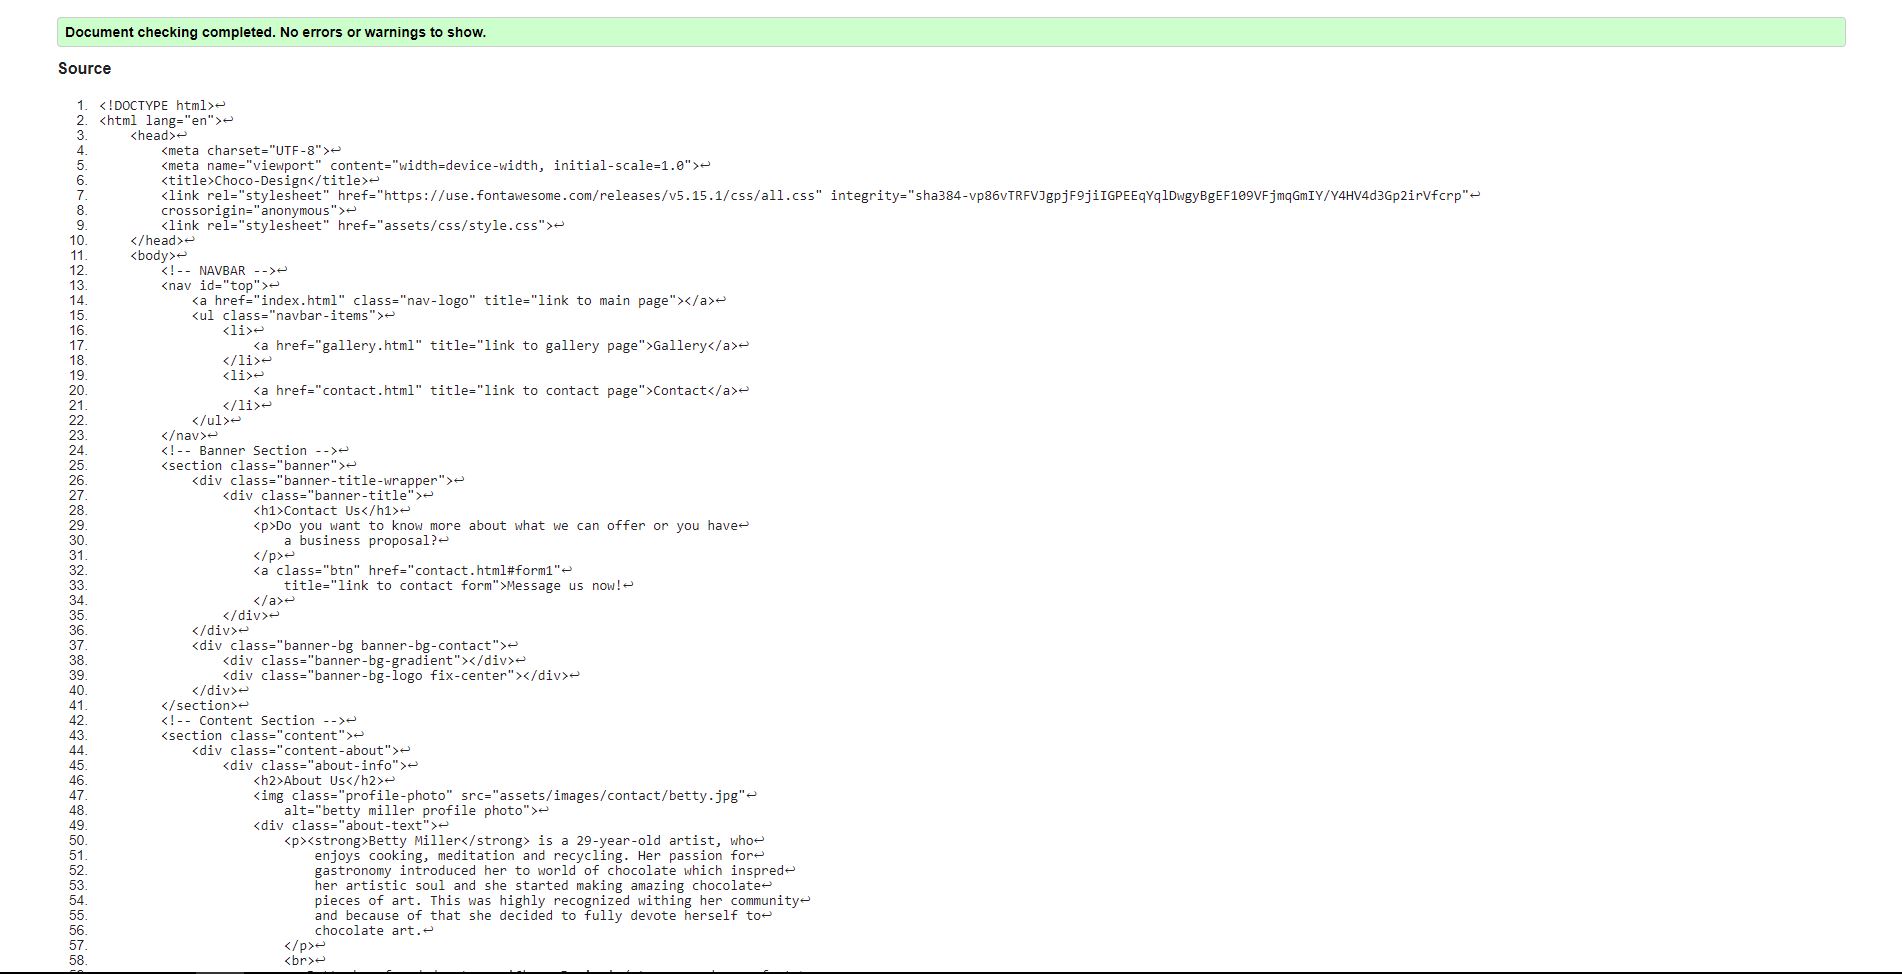 Document checking completed. No errors or warnings to show.
Source
1. <!DOCTYPE html>↩
2. <html lang="en">↩
3. <head>↩
4. <meta charset="UTF-8">↩
5. <meta name="viewport" content="width=device-width, initial-scale=1.0">↩
6. <title>Choco-Design</title>↩
7. <link rel="stylesheet" href="https://use.fontawesome.com/releases/v5.15.1/css/all.css" integrity="sha384-vp86vTRFVJgpjF9jiIGPEEqYqlDwgyBgEF109VFjmqGmIY/Y4HV4d3Gp2irVfcrp"↩
8. crossorigin="anonymous">↩
9. <link rel="stylesheet" href="assets/css/style.css">↩
10. </head>↩
11. <body>↩
12. <!-- NAVBAR -->↩
13. <nav id="top">↩
14. <a href="index.html" class="nav-logo" title="link to main page"></a>↩
15. <ul class="navbar-items">↩
16. <li>↩
17. <a href="gallery.html" title="link to gallery page">Gallery</a>↩
18. </li>↩
19. <li>↩
20. <a href="contact.html" title="link to contact page">Contact</a>↩
21. </li>↩
22. </ul>↩
23. </nav>↩
24. <!-- Banner Section -->↩
25. <section class="banner">↩
26. <div class="banner-title-wrapper">↩
27. <div class="banner-title">↩
28. <h1>Contact Us</h1>↩
29. <p>Do you want to know more about what we can offer or you have↩
30. a business proposal?↩
31. </p>↩
32. <a class="btn" href="contact.html#form1"↩
33. title="link to contact form">Message us now!↩
34. </a>↩
35. </div>↩
36. </div>↩
37. <div class="banner-bg banner-bg-contact">↩
38. <div class="banner-bg-gradient"></div>↩
39. <div class="banner-bg-logo fix-center"></div>↩
40. </div>↩
41. </section>↩
42. <!-- Content Section -->↩
43. <section class="content">↩
44. <div class="content-about">↩
45. <div class="about-info">↩
46. <h2>About Us</h2>↩
47. <img class="profile-photo" src="assets/images/contact/betty.jpg"↩
48. alt="betty miller profile photo">↩
49. <div class="about-text">↩
50. <p><strong>Betty Miller</strong> is a 29-year-old artist, who↩
51. enjoys cooking, meditation and recycling. Her passion for↩
52. gastronomy introduced her to world of chocolate which inspred↩
53. her artistic soul and she started making amazing chocolate↩
54. pieces of art. This was highly recognized withing her community↩
55. and because of that she decided to fully devote herself to↩
56. chocolate art.↩
57. </p>↩
58. <br>↩